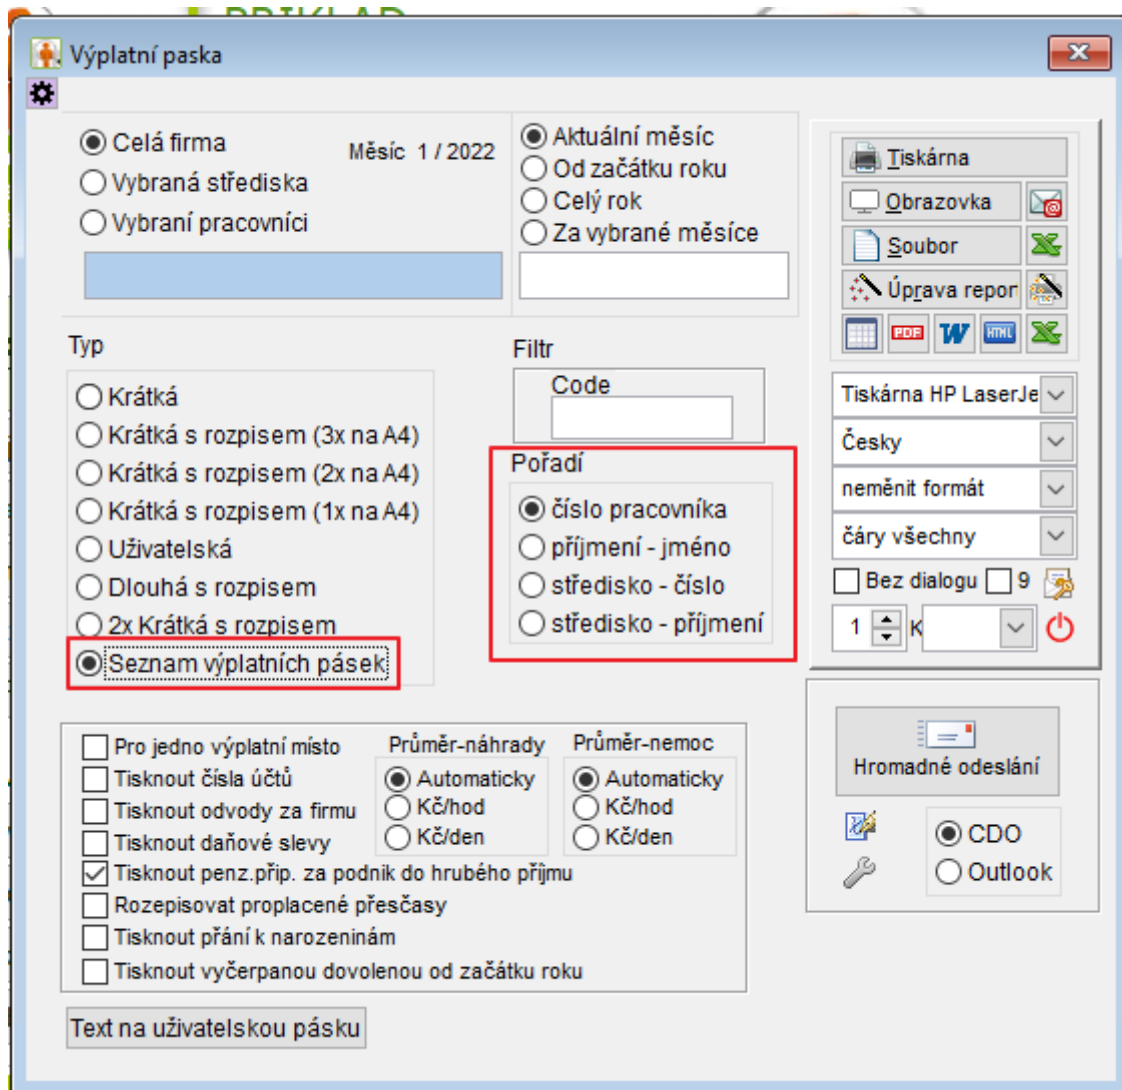 PŘÍKLAD
Výplatní paska
Celá firma
Měsíc 1 / 2022
Vybraná střediska
Vybraní pracovníci
Aktuální měsíc
Od začátku roku
Celý rok
Za vybrané měsíce
Typ
Krátká
Krátká s rozpisem (3x na A4)
Krátká s rozpisem (2x na A4)
Krátká s rozpisem (1x na A4)
Uživatelská
Dlouhá s rozpisem
2x Krátká s rozpisem
Seznam výplatních pásek
Filtr
Code
Pořadí
číslo pracovníka
příjmení - jméno
středisko - číslo
středisko - příjmení
Tiskárna
Obrazovka
Soubor
Úprava repor
PDF
W
HTML
Tiskárna HP LaserJe
Česky
neměnit formát
čáry všechny
Bez dialogu
9
1
K
Pro jedno výplatní místo
Tisknout čísla účtů
Tisknout odvody za firmu
Tisknout daňové slevy
Tisknout penz.přip. za podnik do hrubého příjmu
Rozepisovat proplacené přesčasy
Tisknout přání k narozeninám
Tisknout vyčerpanou dovolenou od začátku roku
Průměr-náhrady
Automaticky
Kč/hod
Kč/den
Průměr-nemoc
Automaticky
Kč/hod
Kč/den
Hromadné odeslání
CDO
Outlook
Text na uživatelskou pásku